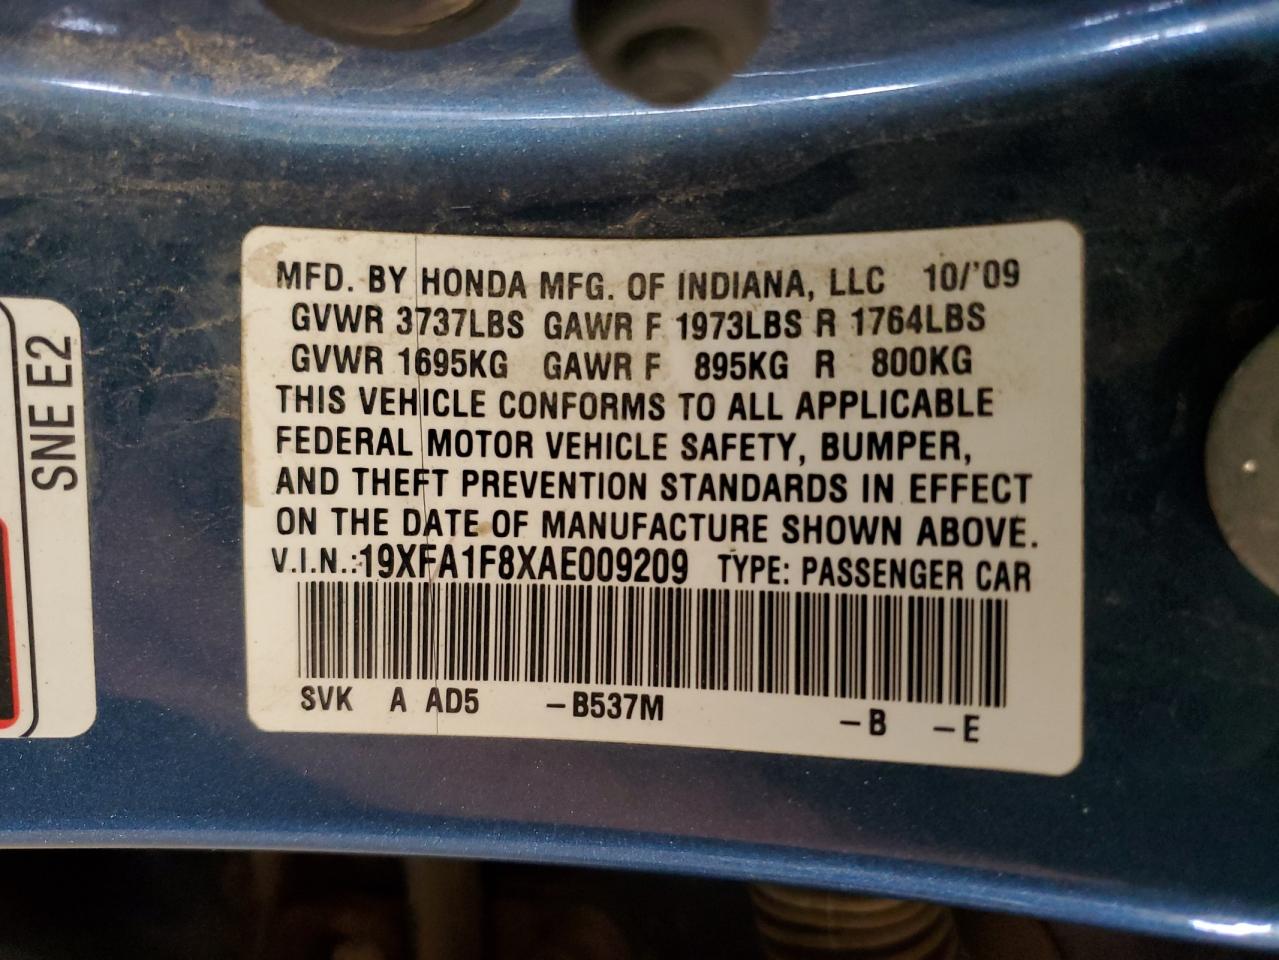 MFD. BY HONDA MFG. OF INDIANA, LLC 10/'09
GVWR 3737LBS GAWR F 1973LBS R 1764LBS
GVWR 1695KG GAWR F 895KG R 800KG
THIS VEHICLE CONFORMS TO ALL APPLICABLE
FEDERAL MOTOR VEHICLE SAFETY, BUMPER,
AND THEFT PREVENTION STANDARDS IN EFFECT
ON THE DATE OF MANUFACTURE SHOWN ABOVE.
V.I.N.:19XFA1F8XAE009209 TYPE: PASSENGER CAR
SVK A AD5 -B537M -B -E
SNE E2